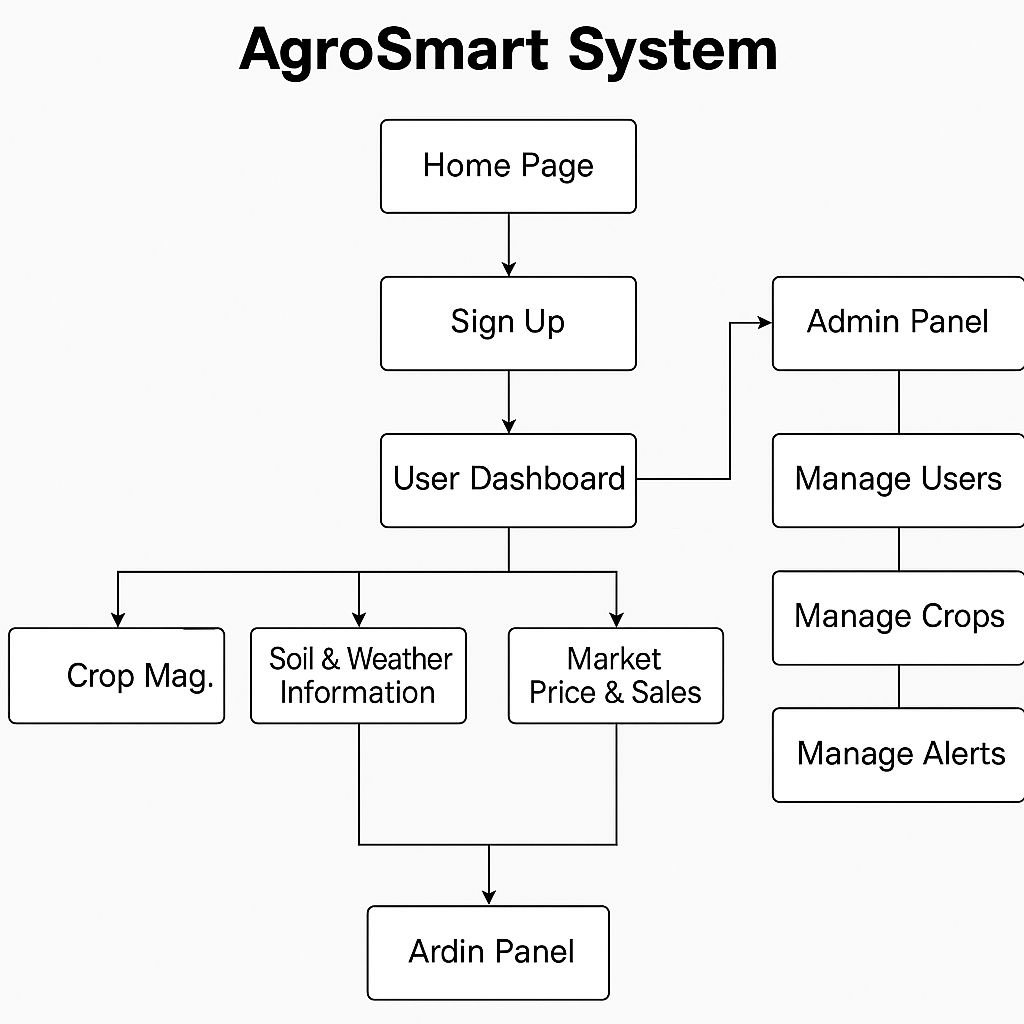 AgroSmart System
Home Page
Sign Up
Admin Panel
User Dashboard
Manage Users
Manage Crops
Crop Mag.
Soil & Weather
Information
Market
Price & Sales
Manage Alerts
Ardin Panel